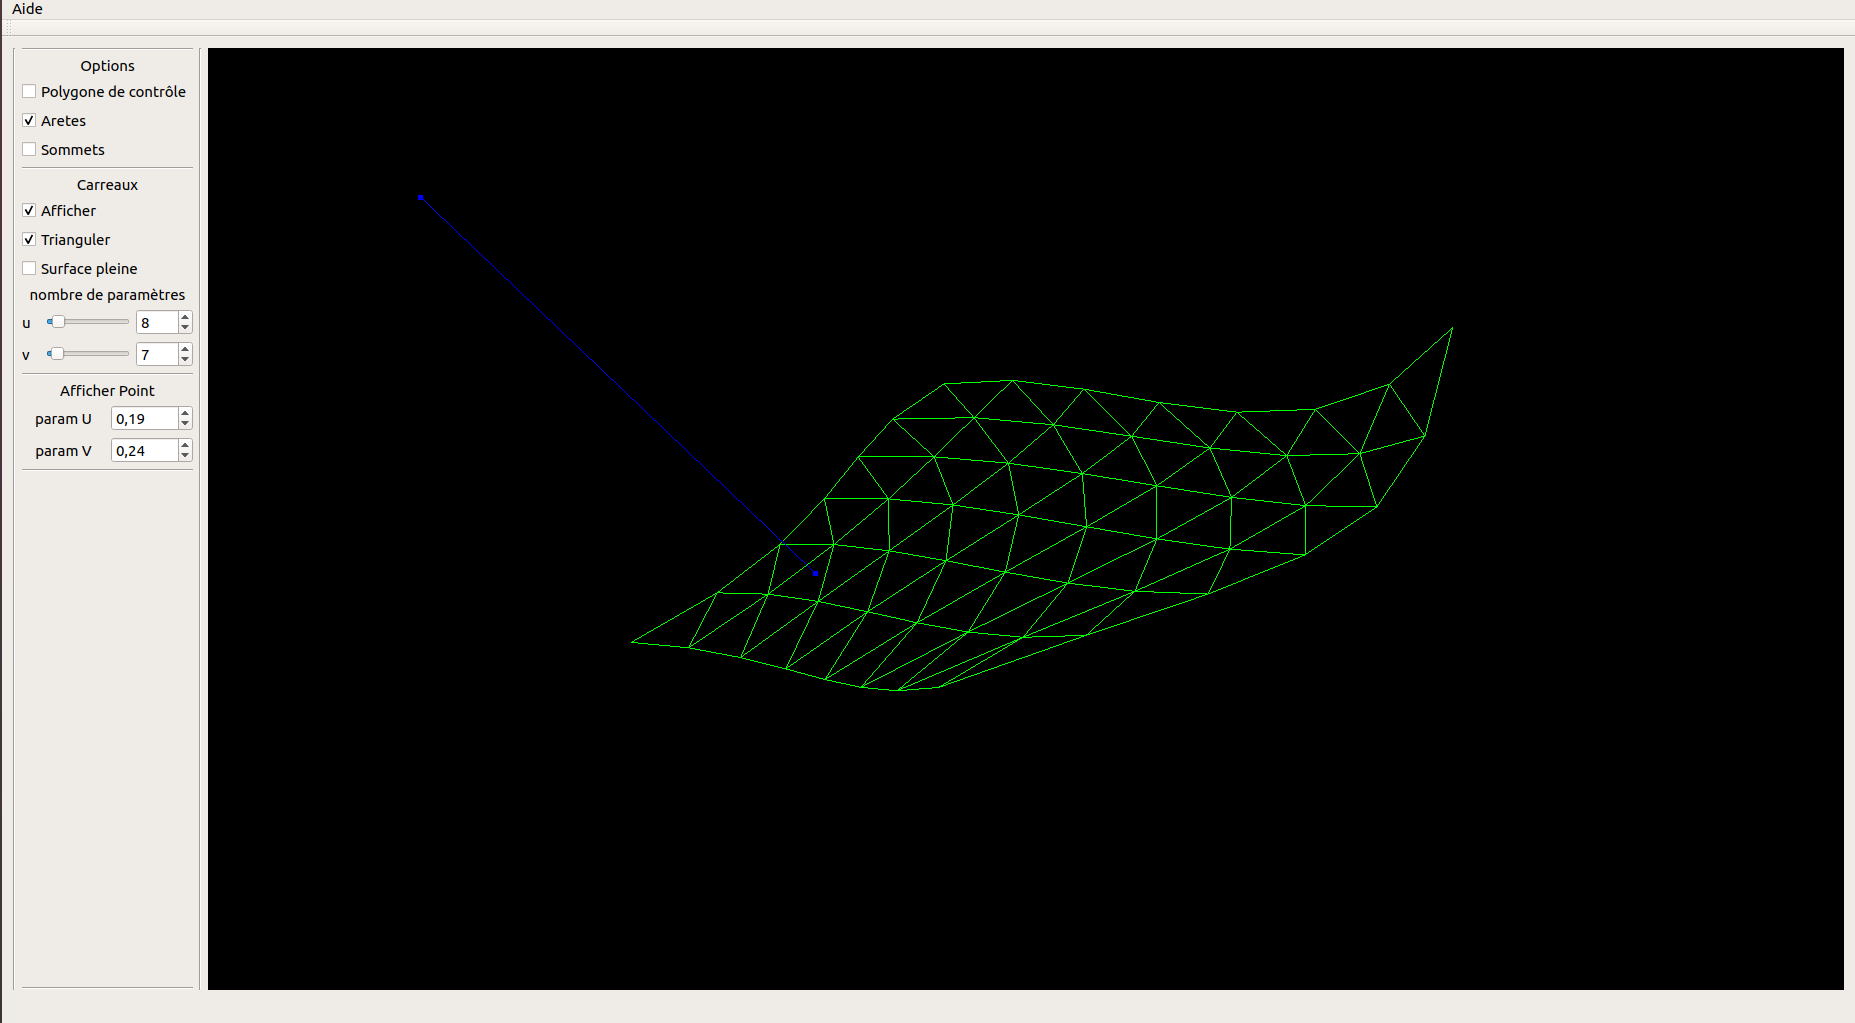 Aide
Options
Polygone de contrôle
Aretes
Sommets
Carreaux
Afficher
Trianguler
Surface pleine
nombre de paramètres
u 8
v 7
Afficher Point
param U 0,19
param V 0,24